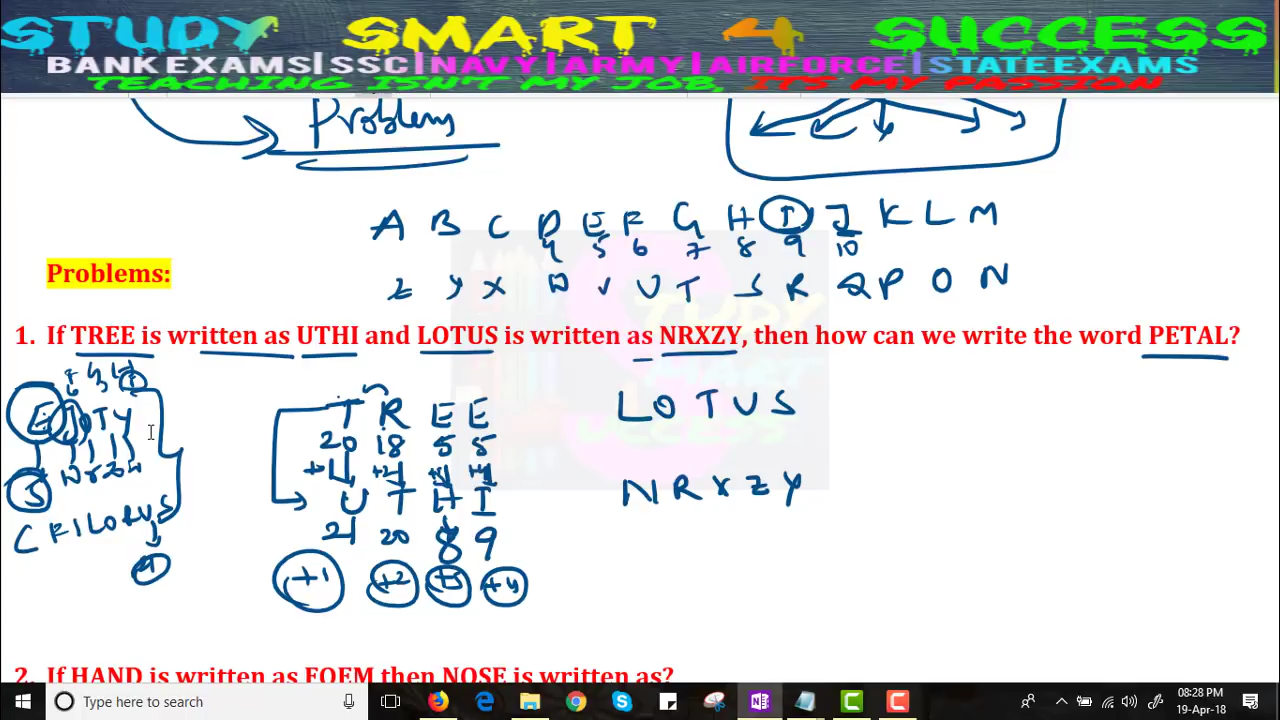 STUDY SMART 4 SUCCESS
BANK EXAMS|SSC|NAVY|ARMY|AIRFORCE|STATE EXAMS
TEACHING ISN'T MY JOB, IT'S MY PASSION
Problems
A B C D E F G H I J K L M
4 5 6 7 8 9 10
Z Y X W V U T S R Q P O N
Problems:
1. If TREE is written as UTHI and LOTUS is written as NRXZY, then how can we write the word PETAL?
T R E E
20 18 5 5
+1 +2 +3 +4
U T H I
21 20 8 9
+1 +2 +3 +4
L O T U S
N R X Z Y
E J O T Y
5
C F I L O R U
2. If HAND is written as FOEM then NOSE is written as?
Type here to search
08:28 PM
19-Apr-18